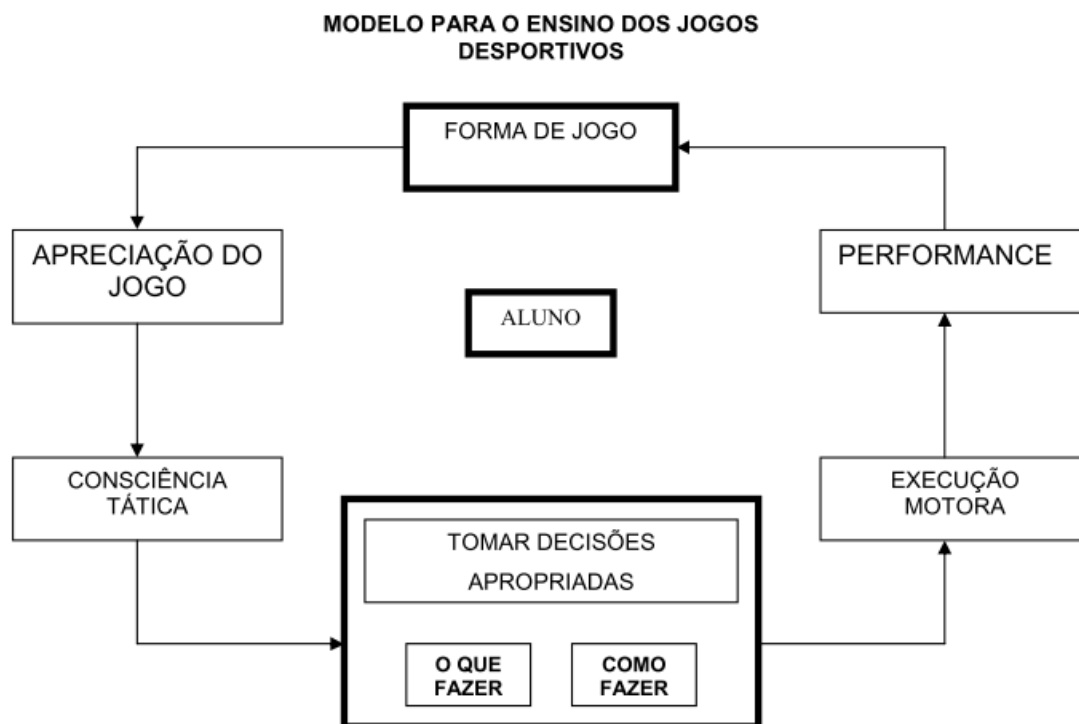 MODELO PARA O ENSINO DOS JOGOS
DESPORTIVOS
FORMA DE JOGO
APRECIAÇÃO DO
JOGO
PERFORMANCE
ALUNO
CONSCIÊNCIA
TÁTICA
EXECUÇÃO
MOTORA
TOMAR DECISÕES
APROPRIADAS
O QUE
FAZER
COMO
FAZER